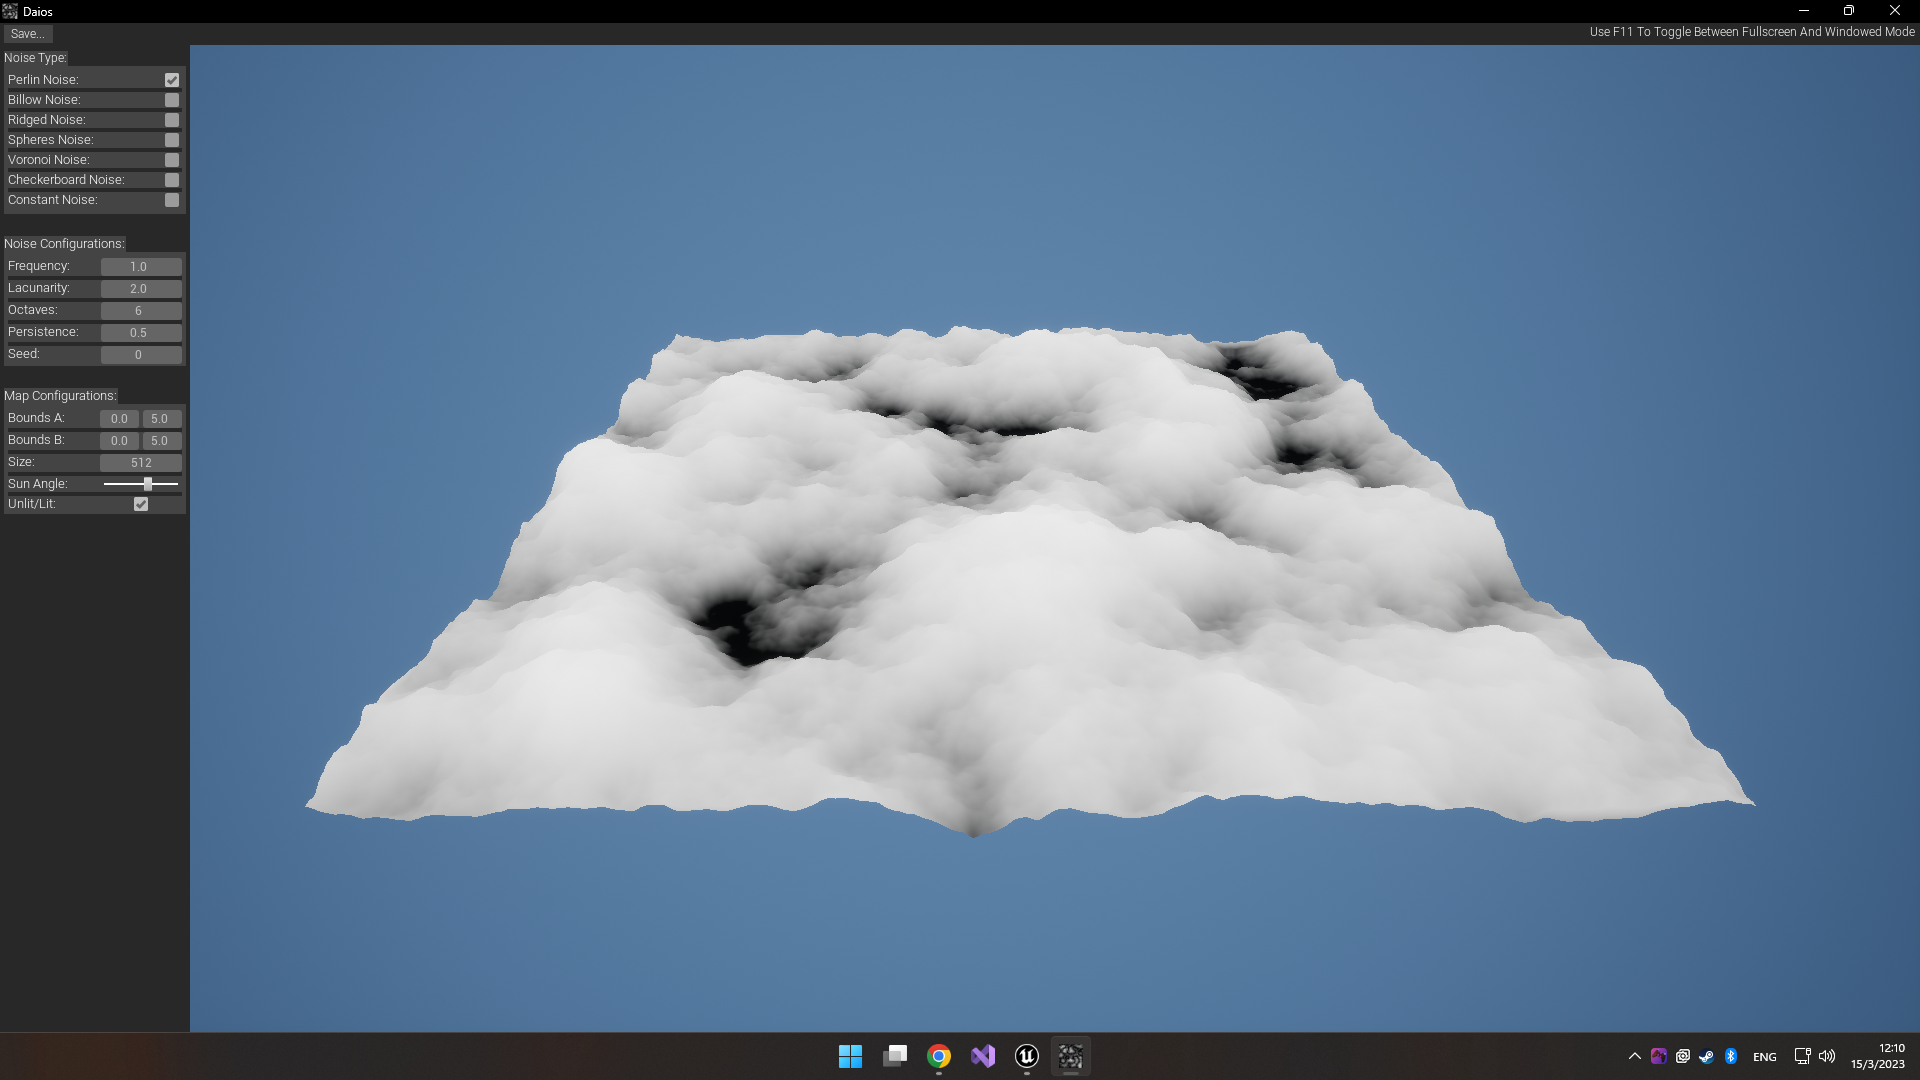 Daios
Save...
Use F11 To Toggle Between Fullscreen And Windowed Mode
Noise Type:
Perlin Noise:
Billow Noise:
Ridged Noise:
Spheres Noise:
Voronoi Noise:
Checkerboard Noise:
Constant Noise:
Noise Configurations:
Frequency: 1.0
Lacunarity: 2.0
Octaves: 6
Persistence: 0.5
Seed: 0
Map Configurations:
Bounds A: 0.0 5.0
Bounds B: 0.0 5.0
Size: 512
Sun Angle:
Unlit/Lit:
ENG
12:10
15/3/2023